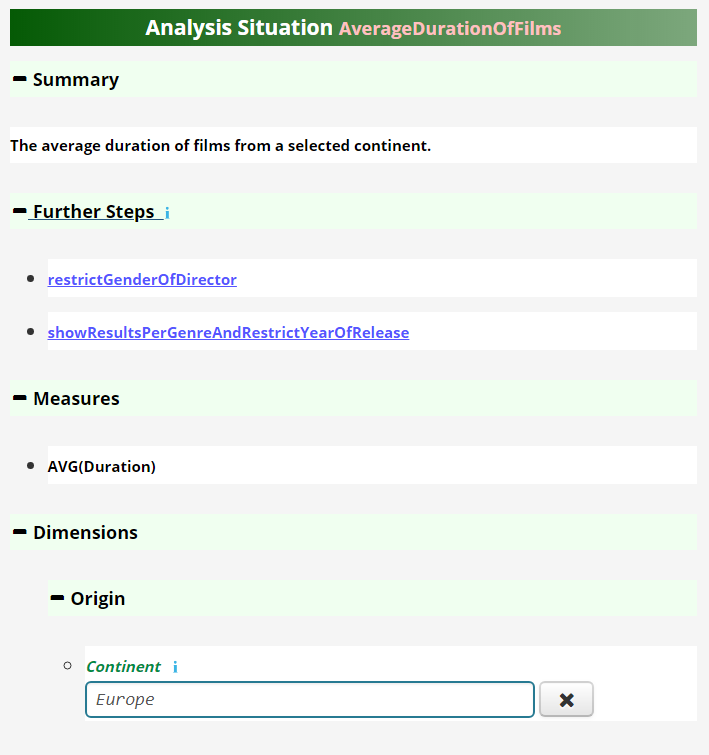 Analysis Situation AverageDurationOfFilms
Summary
The average duration of films from a selected continent.
Further Steps i
restrictGenderOfDirector
showResultsPerGenreAndRestrictYearOfRelease
Measures
AVG(Duration)
Dimensions
Origin
Continent i
Europe